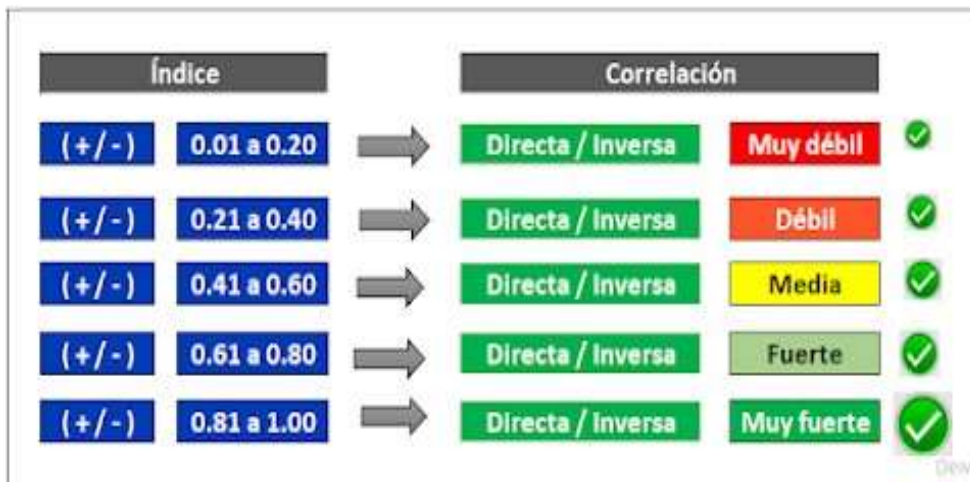 Índice Correlación
(+/-) 0.01 a 0.20 Directa / Inversa Muy débil
(+/-) 0.21 a 0.40 Directa / Inversa Débil
(+/-) 0.41 a 0.60 Directa / Inversa Media
(+/-) 0.61 a 0.80 Directa / Inversa Fuerte
(+/-) 0.81 a 1.00 Directa / Inversa Muy fuerte